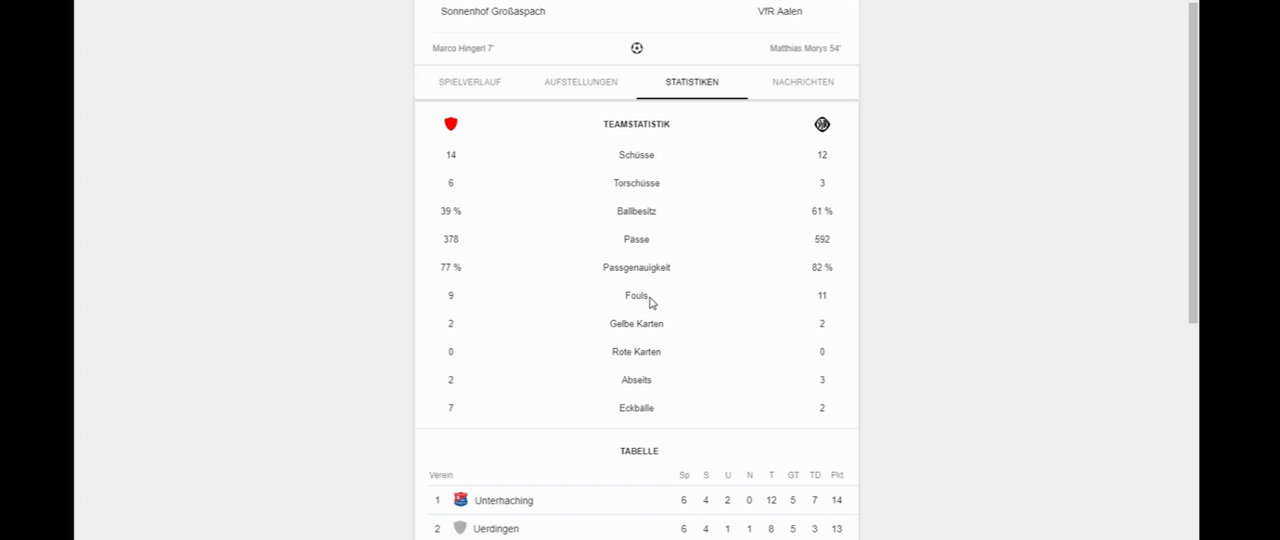 Sonnenhof Großaspach VfR Aalen
Marco Hingerl 7' Matthias Morys 54'
SPIELVERLAUF AUFSTELLUNGEN STATISTIKEN NACHRICHTEN
TEAMSTATISTIK
14 Schüsse 12
6 Torschüsse 3
39 % Ballbesitz 61 %
378 Pässe 592
77 % Passgenauigkeit 82 %
9 Fouls 11
2 Gelbe Karten 2
0 Rote Karten 0
2 Abseits 3
7 Eckbälle 2
TABELLE
Verein Sp S U N T GT TD Pkt
1 Unterhaching 6 4 2 0 12 5 7 14
2 Uerdingen 6 4 1 1 8 5 3 13